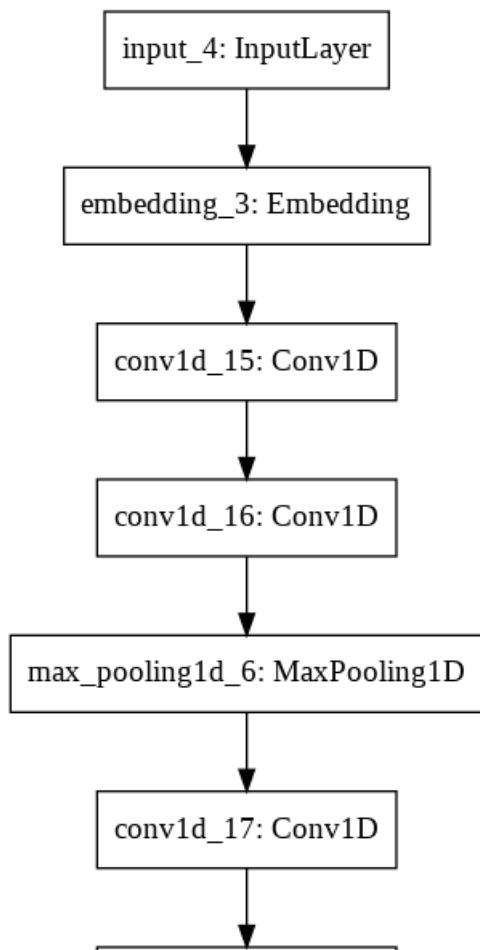 input_4: InputLayer
embedding_3: Embedding
conv1d_15: Conv1D
conv1d_16: Conv1D
max_pooling1d_6: MaxPooling1D
conv1d_17: Conv1D